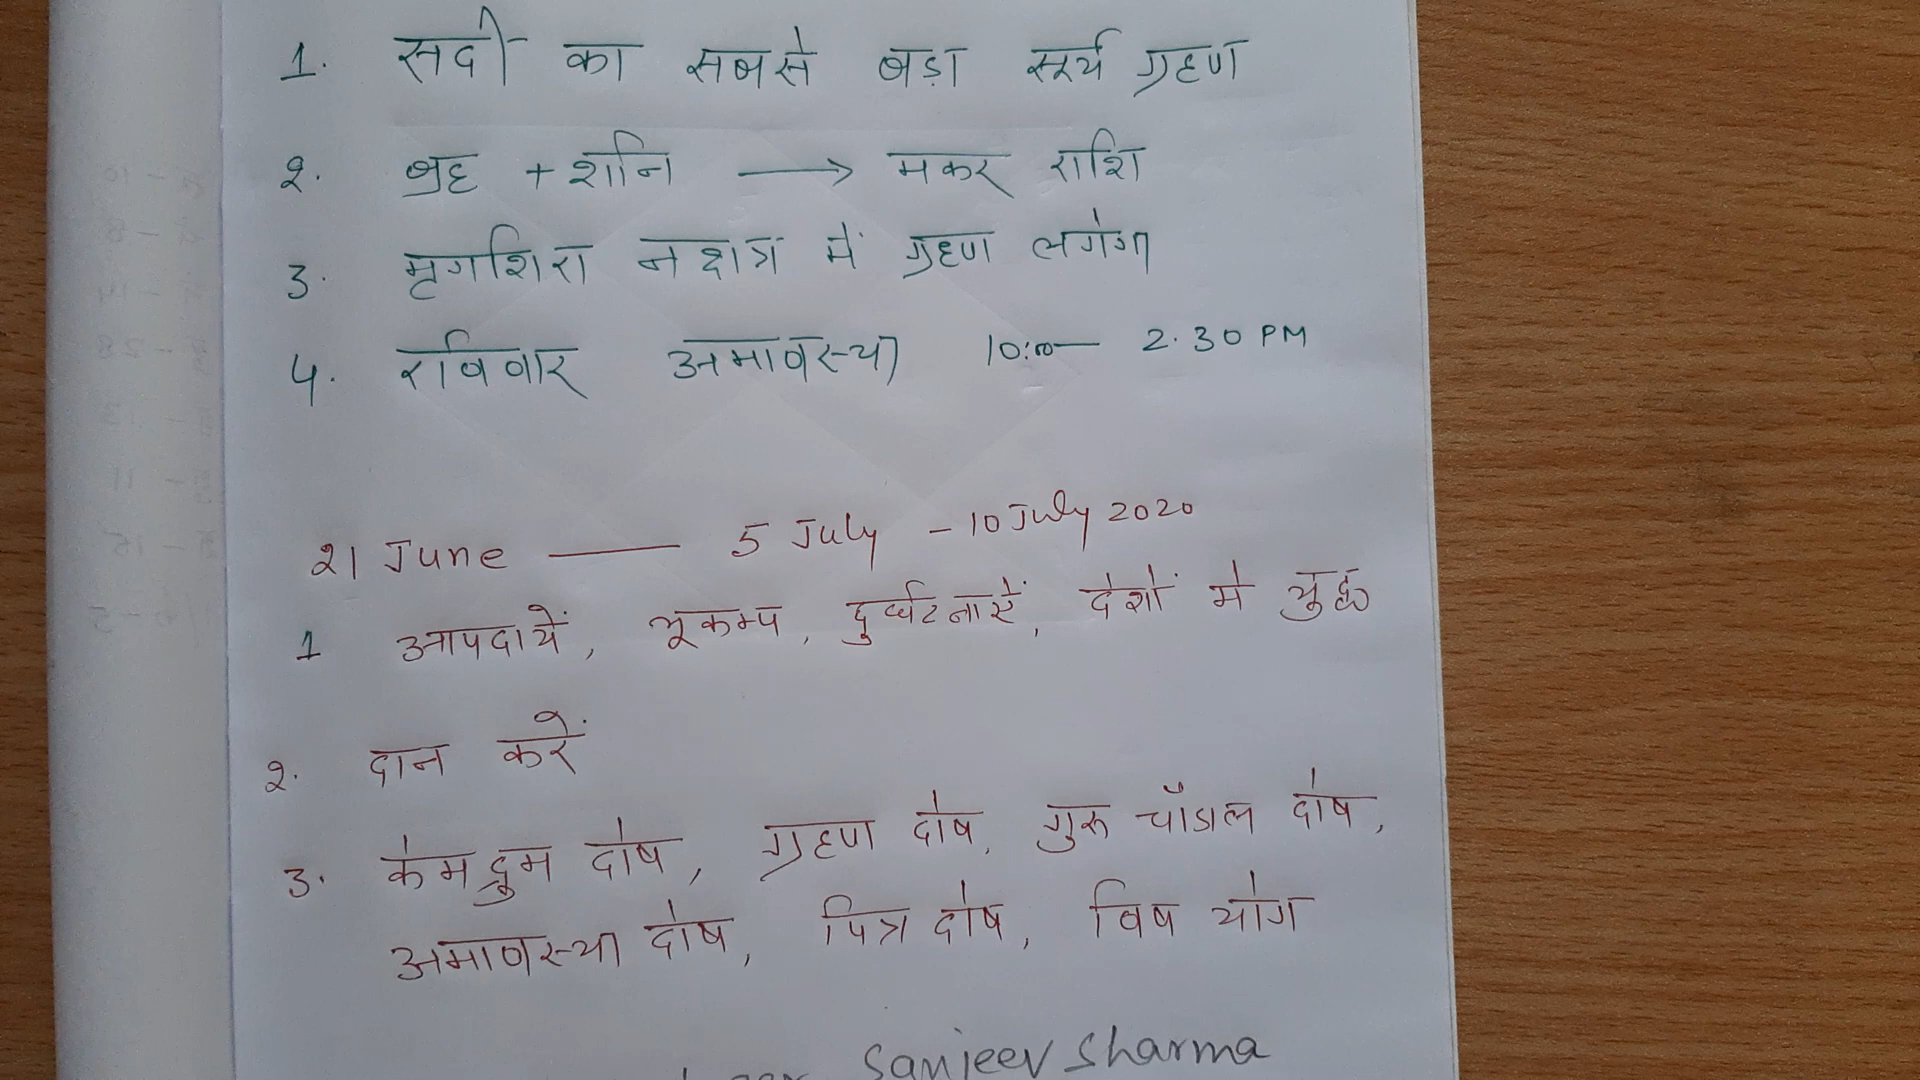 1. सदी का सबसे बड़ा सूर्य ग्रहण
2. ब्रह + शनि → मकर राशि
3. मृगशिरा नक्षत्र में ग्रहण लगेगा
4. रविवार अमावस्या 10:00 — 2.30 PM
21 June — 5 July - 10 July 2020
1 आपदायें, भूकम्प, दुर्घटनाऐं, देशों मे युद्ध
2. दान करें
3. केमद्रुम दोष, ग्रहण दोष, गुरू चाँडाल दोष,
अमावस्या दोष, पित्र दोष, विष योग
Sanjeev Sharma